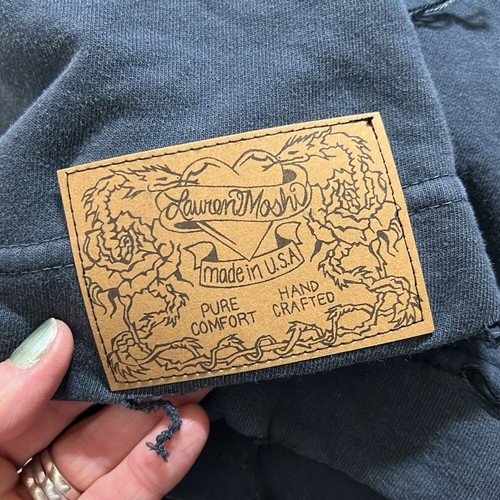 Lauren Moshi
made in U.S.A
PURE COMFORT
HAND CRAFTED